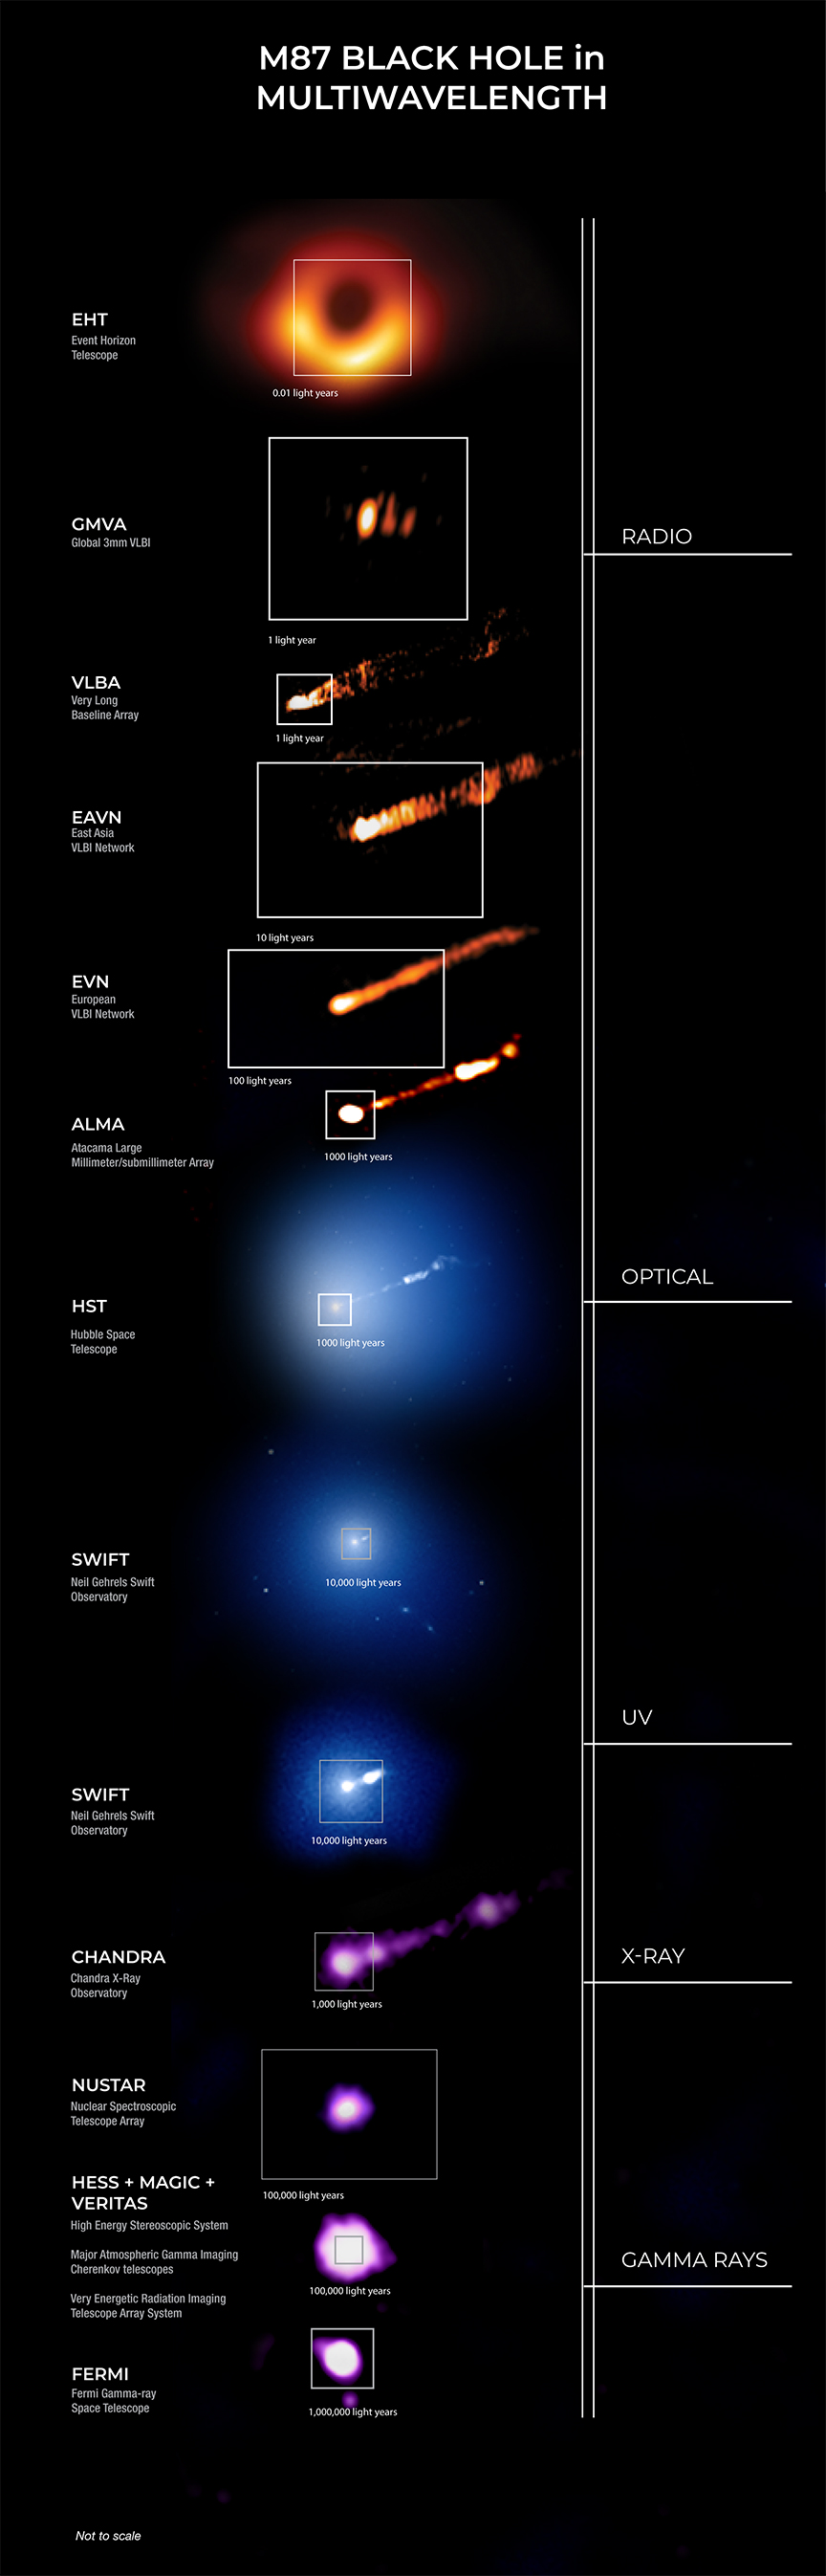 M87 BLACK HOLE in
MULTIWAVELENGTH
EHT
Event Horizon
Telescope
0.01 light years
GMVA
Global 3mm VLBI
RADIO
1 light year
VLBA
Very Long
Baseline Array
1 light year
EAVN
East Asia
VLBI Network
10 light years
EVN
European
VLBI Network
100 light years
ALMA
Atacama Large
Millimeter/submillimeter Array
1000 light years
OPTICAL
HST
Hubble Space
Telescope
1000 light years
SWIFT
Neil Gehrels Swift
Observatory
10,000 light years
UV
SWIFT
Neil Gehrels Swift
Observatory
10,000 light years
CHANDRA
Chandra X-Ray
Observatory
X-RAY
1,000 light years
NUSTAR
Nuclear Spectroscopic
Telescope Array
100,000 light years
HESS + MAGIC +
VERITAS
High Energy Stereoscopic System
Major Atmospheric Gamma Imaging
Cherenkov telescopes
Very Energetic Radiation Imaging
Telescope Array System
100,000 light years
GAMMA RAYS
FERMI
Fermi Gamma-ray
Space Telescope
1,000,000 light years
Not to scale